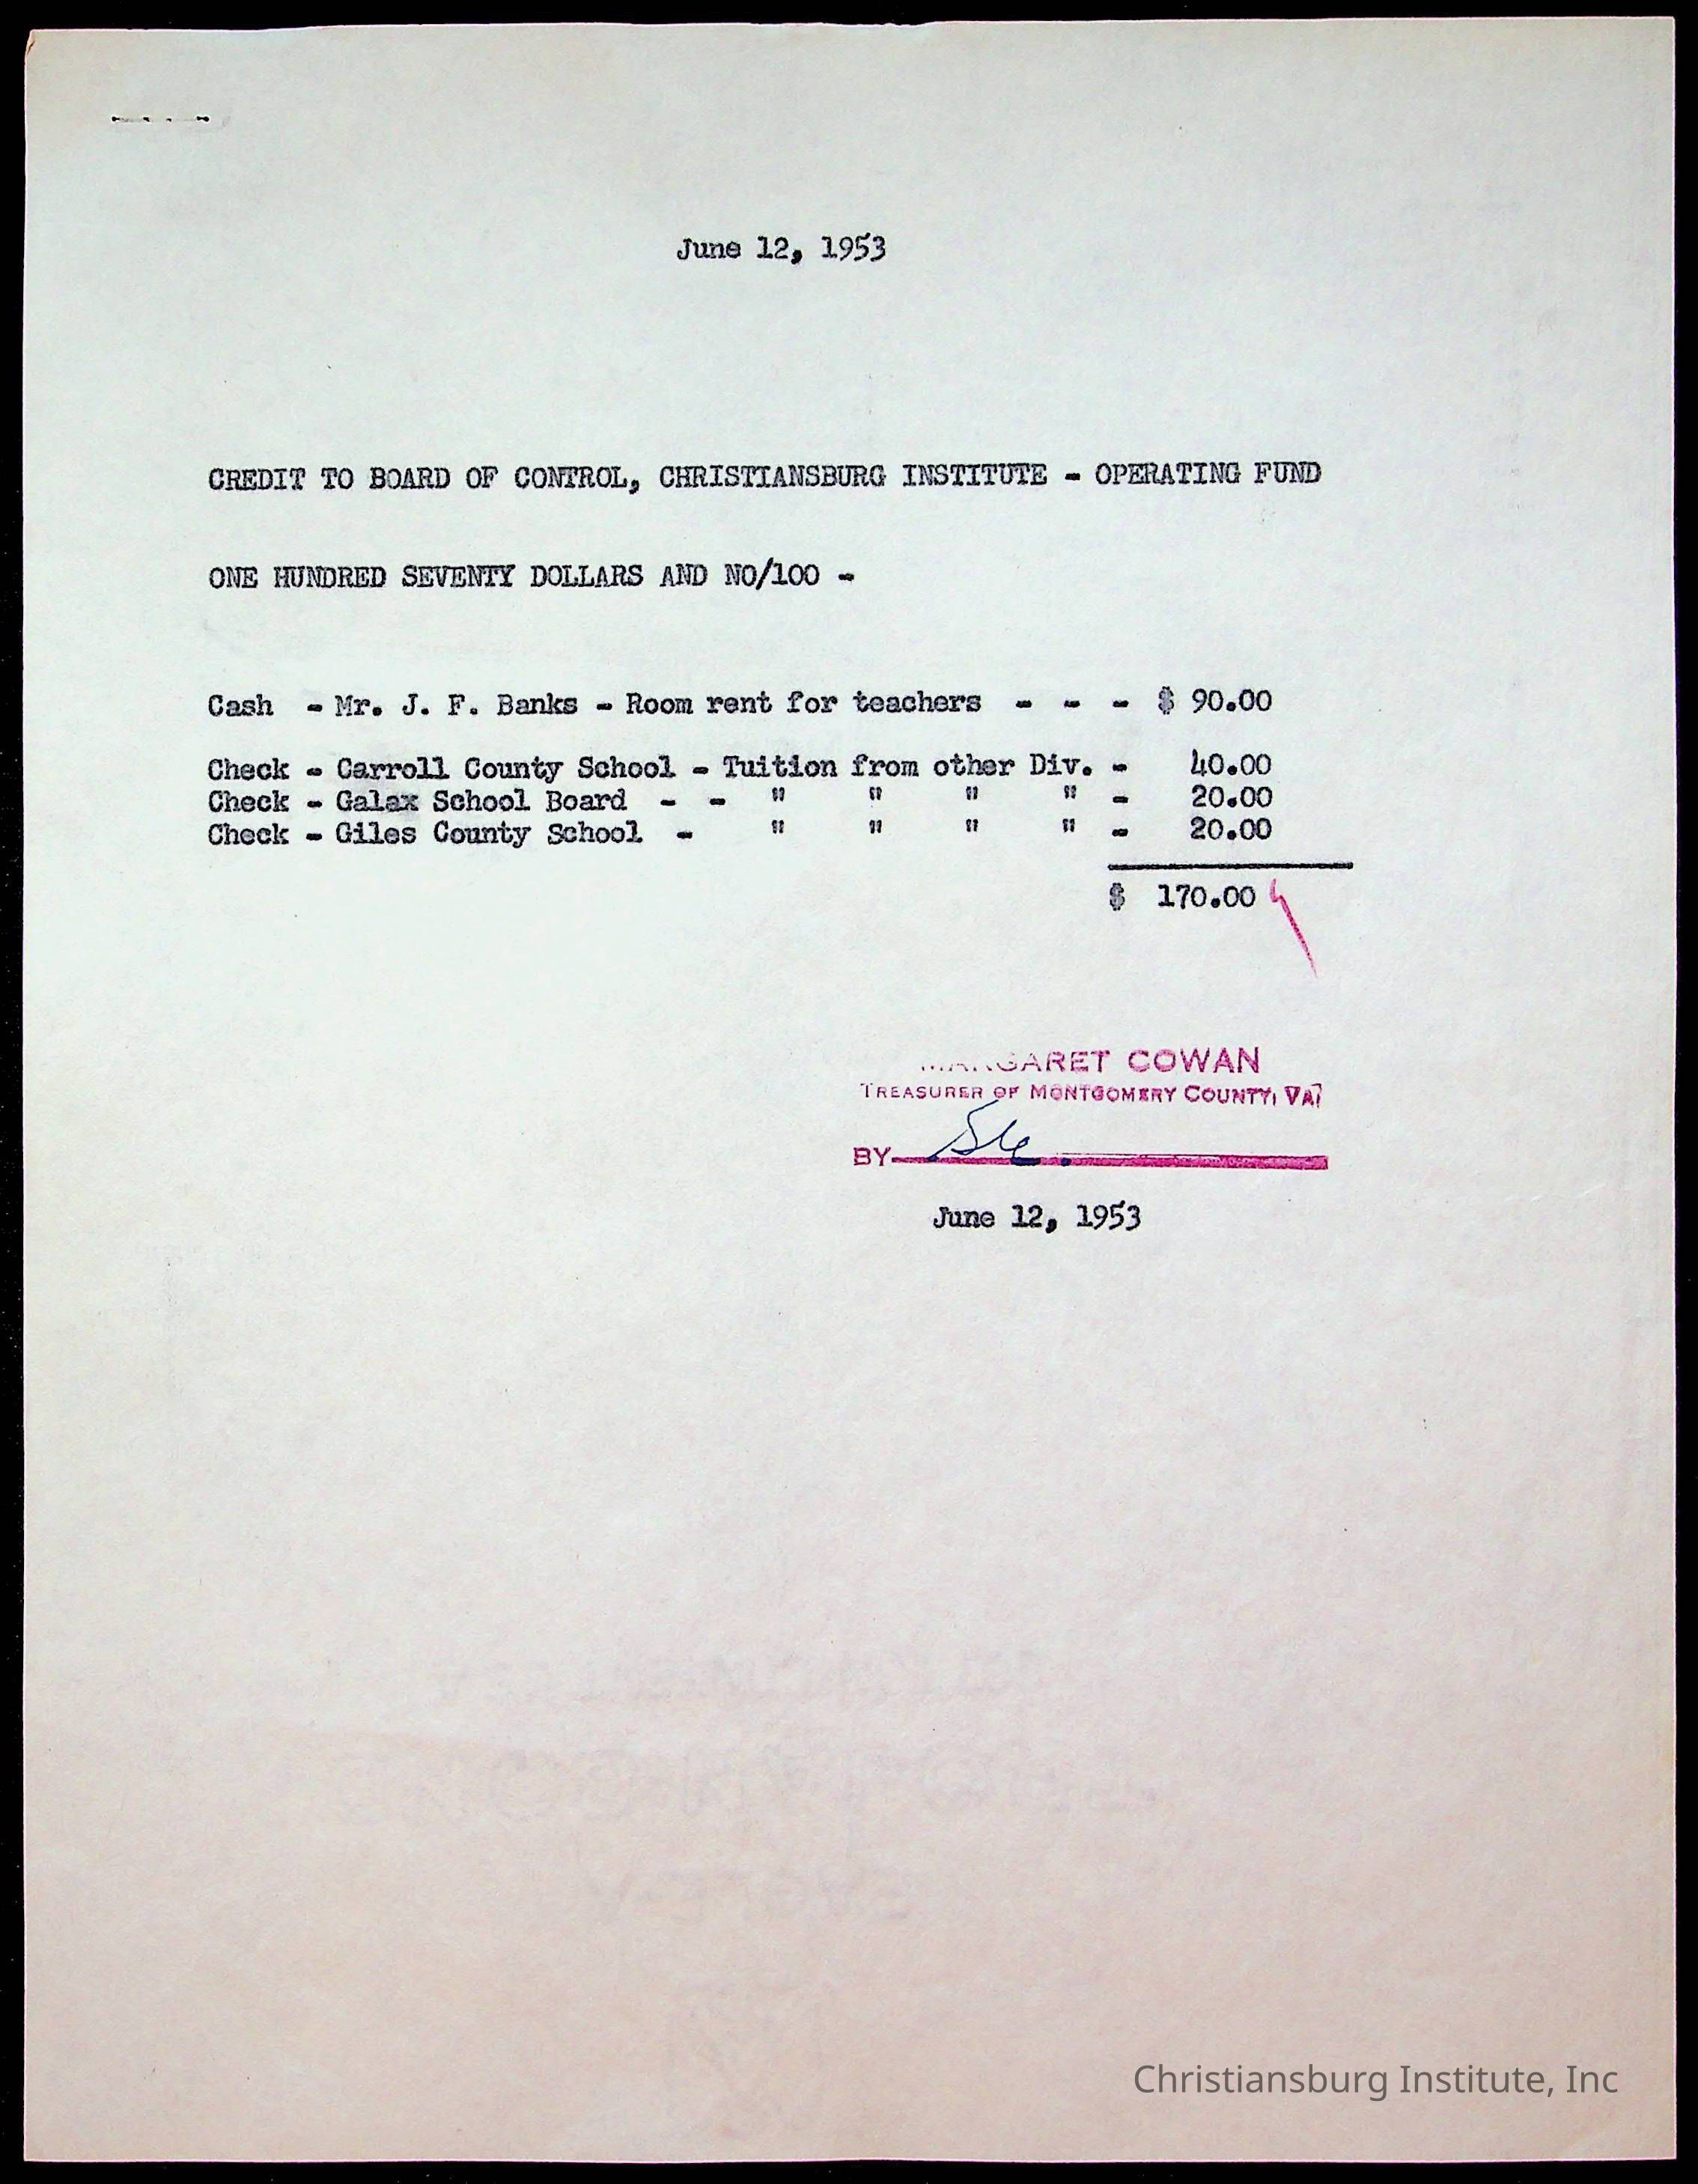 June 12, 1953
CREDIT TO BOARD OF CONTROL, CHRISTIANSBURG INSTITUTE - OPERATING FUND
ONE HUNDRED SEVENTY DOLLARS AND NO/100 -
Cash - Mr. J. F. Banks - Room rent for teachers - - - $ 90.00
Check - Carroll County School - Tuition from other Div. - 40.00
Check - Galax School Board - - " " " " - 20.00
Check - Giles County School - " " " " - 20.00
$ 170.00
MARGARET COWAN
TREASURER OF MONTGOMERY COUNTY, VA.
BY
June 12, 1953
Christiansburg Institute, Inc